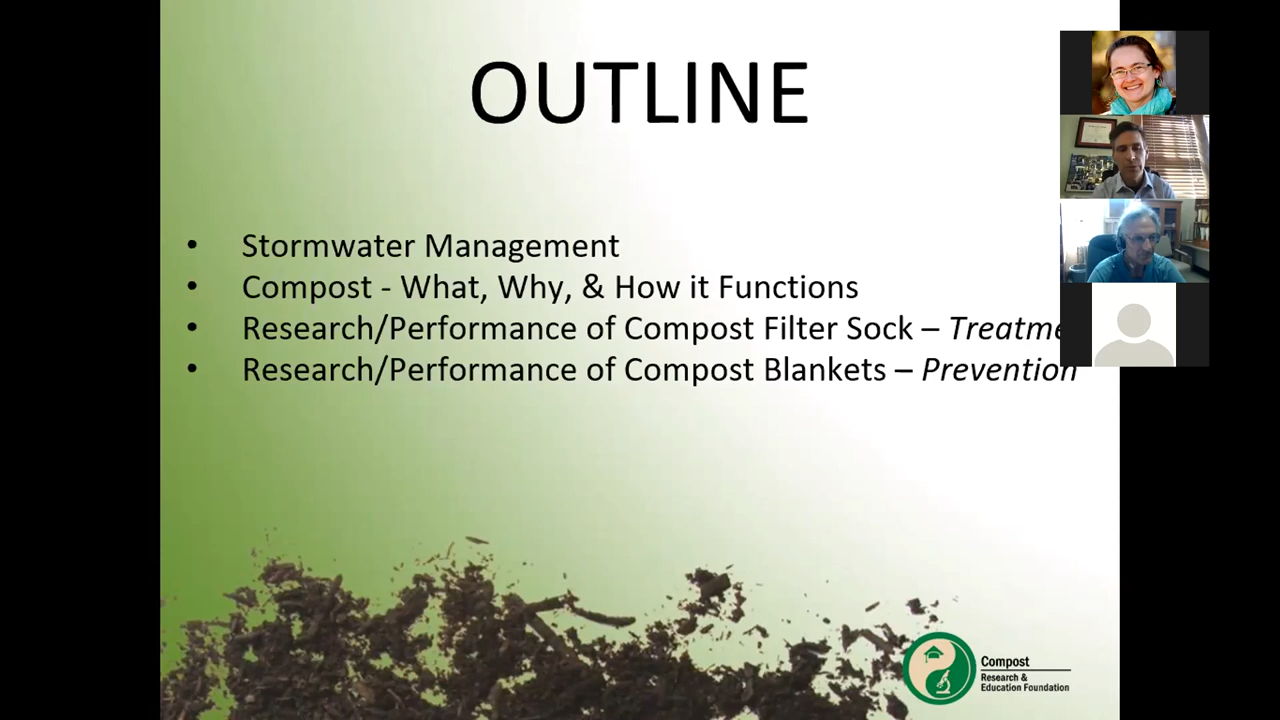 OUTLINE
• Stormwater Management
• Compost - What, Why, & How it Functions
• Research/Performance of Compost Filter Sock – Treatme
• Research/Performance of Compost Blankets – Prevention
Compost
Research &
Education Foundation